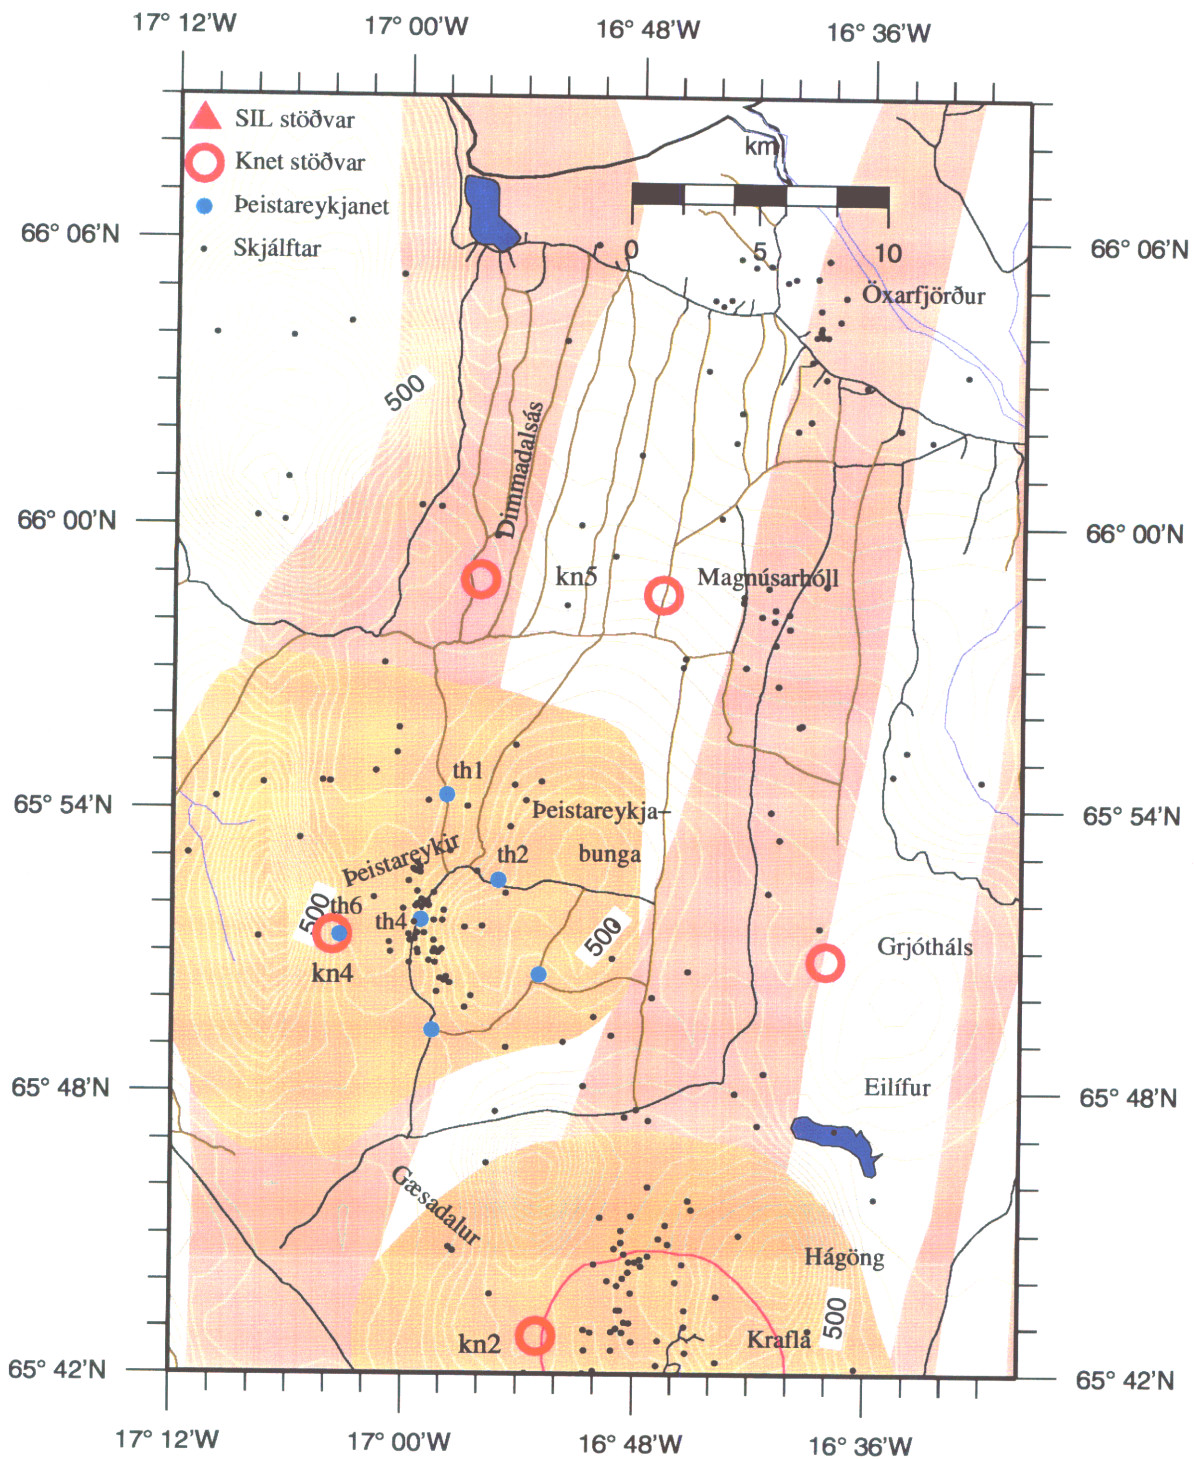 17° 12'W
17° 00'W
16° 48'W
16° 36'W
SIL stöðvar
Knet stöðvar
Þeistareykjanet
Skjálftar
km
0
5
10
66° 06'N
66° 06'N
Öxarfjörður
500
Dimmadalsás
66° 00'N
66° 00'N
kn5
Magnúsarhóll
th1
65° 54'N
Þeistareykja–
65° 54'N
Þeistareykir
th2
bunga
500
th6
th4
500
kn4
Grjótháls
65° 48'N
Eilífur
65° 48'N
Gæsadalur
Hágöng
500
kn2
Krafla
65° 42'N
65° 42'N
17° 12'W
17° 00'W
16° 48'W
16° 36'W